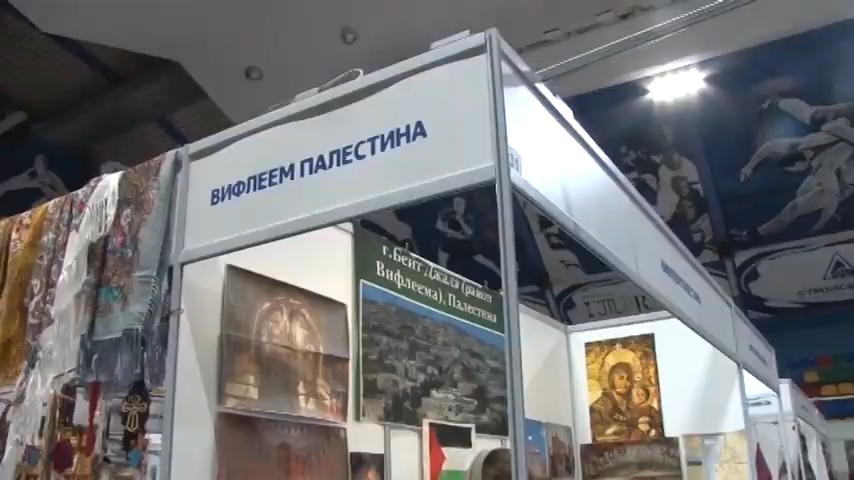 ВИФЛЕЕМ ПАЛЕСТИНА
г.Бейт Джала (район
Вифлеема), Палестина